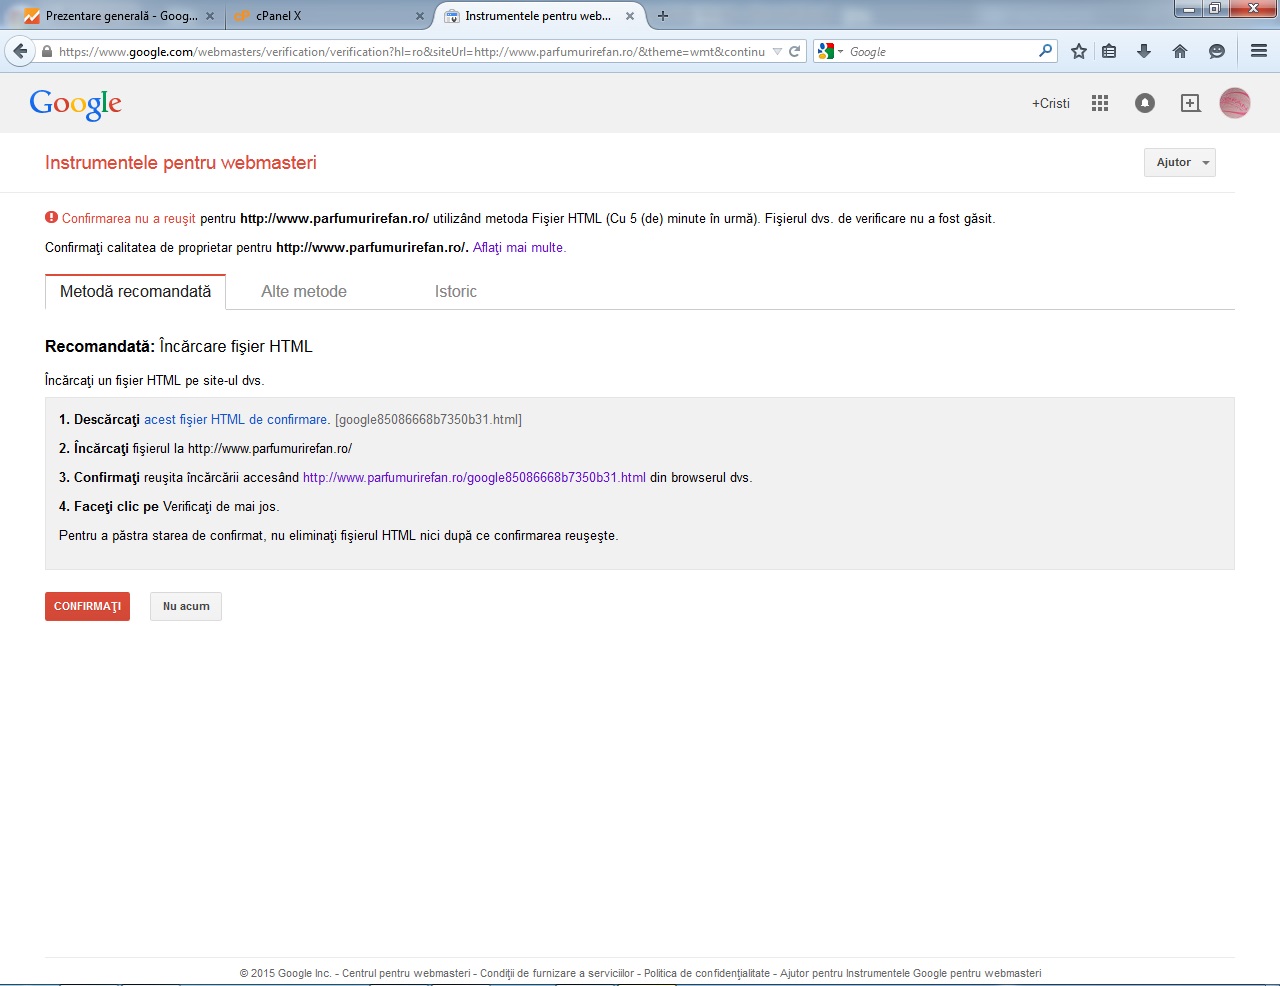 Prezentare generală - Goog...
cPanel X
Instrumentele pentru web...
https://www.google.com/webmasters/verification/verification?hl=ro&siteUrl=http://www.parfumurirefan.ro/&theme=wmt&continu
Google
Google
+Cristi
Instrumentele pentru webmasteri
Ajutor
Confirmarea nu a reuşit pentru http://www.parfumurirefan.ro/ utilizând metoda Fişier HTML (Cu 5 (de) minute în urmă). Fişierul dvs. de verificare nu a fost găsit.
Confirmaţi calitatea de proprietar pentru http://www.parfumurirefan.ro/. Aflaţi mai multe.
Metodă recomandată
Alte metode
Istoric
Recomandată: Încărcare fişier HTML
Încărcaţi un fişier HTML pe site-ul dvs.
1. Descărcaţi acest fişier HTML de confirmare. [google85086668b7350b31.html]
2. Încărcaţi fişierul la http://www.parfumurirefan.ro/
3. Confirmaţi reuşita încărcării accesând http://www.parfumurirefan.ro/google85086668b7350b31.html din browserul dvs.
4. Faceţi clic pe Verificaţi de mai jos.
Pentru a păstra starea de confirmat, nu eliminaţi fişierul HTML nici după ce confirmarea reuşeşte.
CONFIRMAŢI
Nu acum
© 2015 Google Inc. - Centrul pentru webmasteri - Condiţii de furnizare a serviciilor - Politica de confidenţialitate - Ajutor pentru Instrumentele Google pentru webmasteri